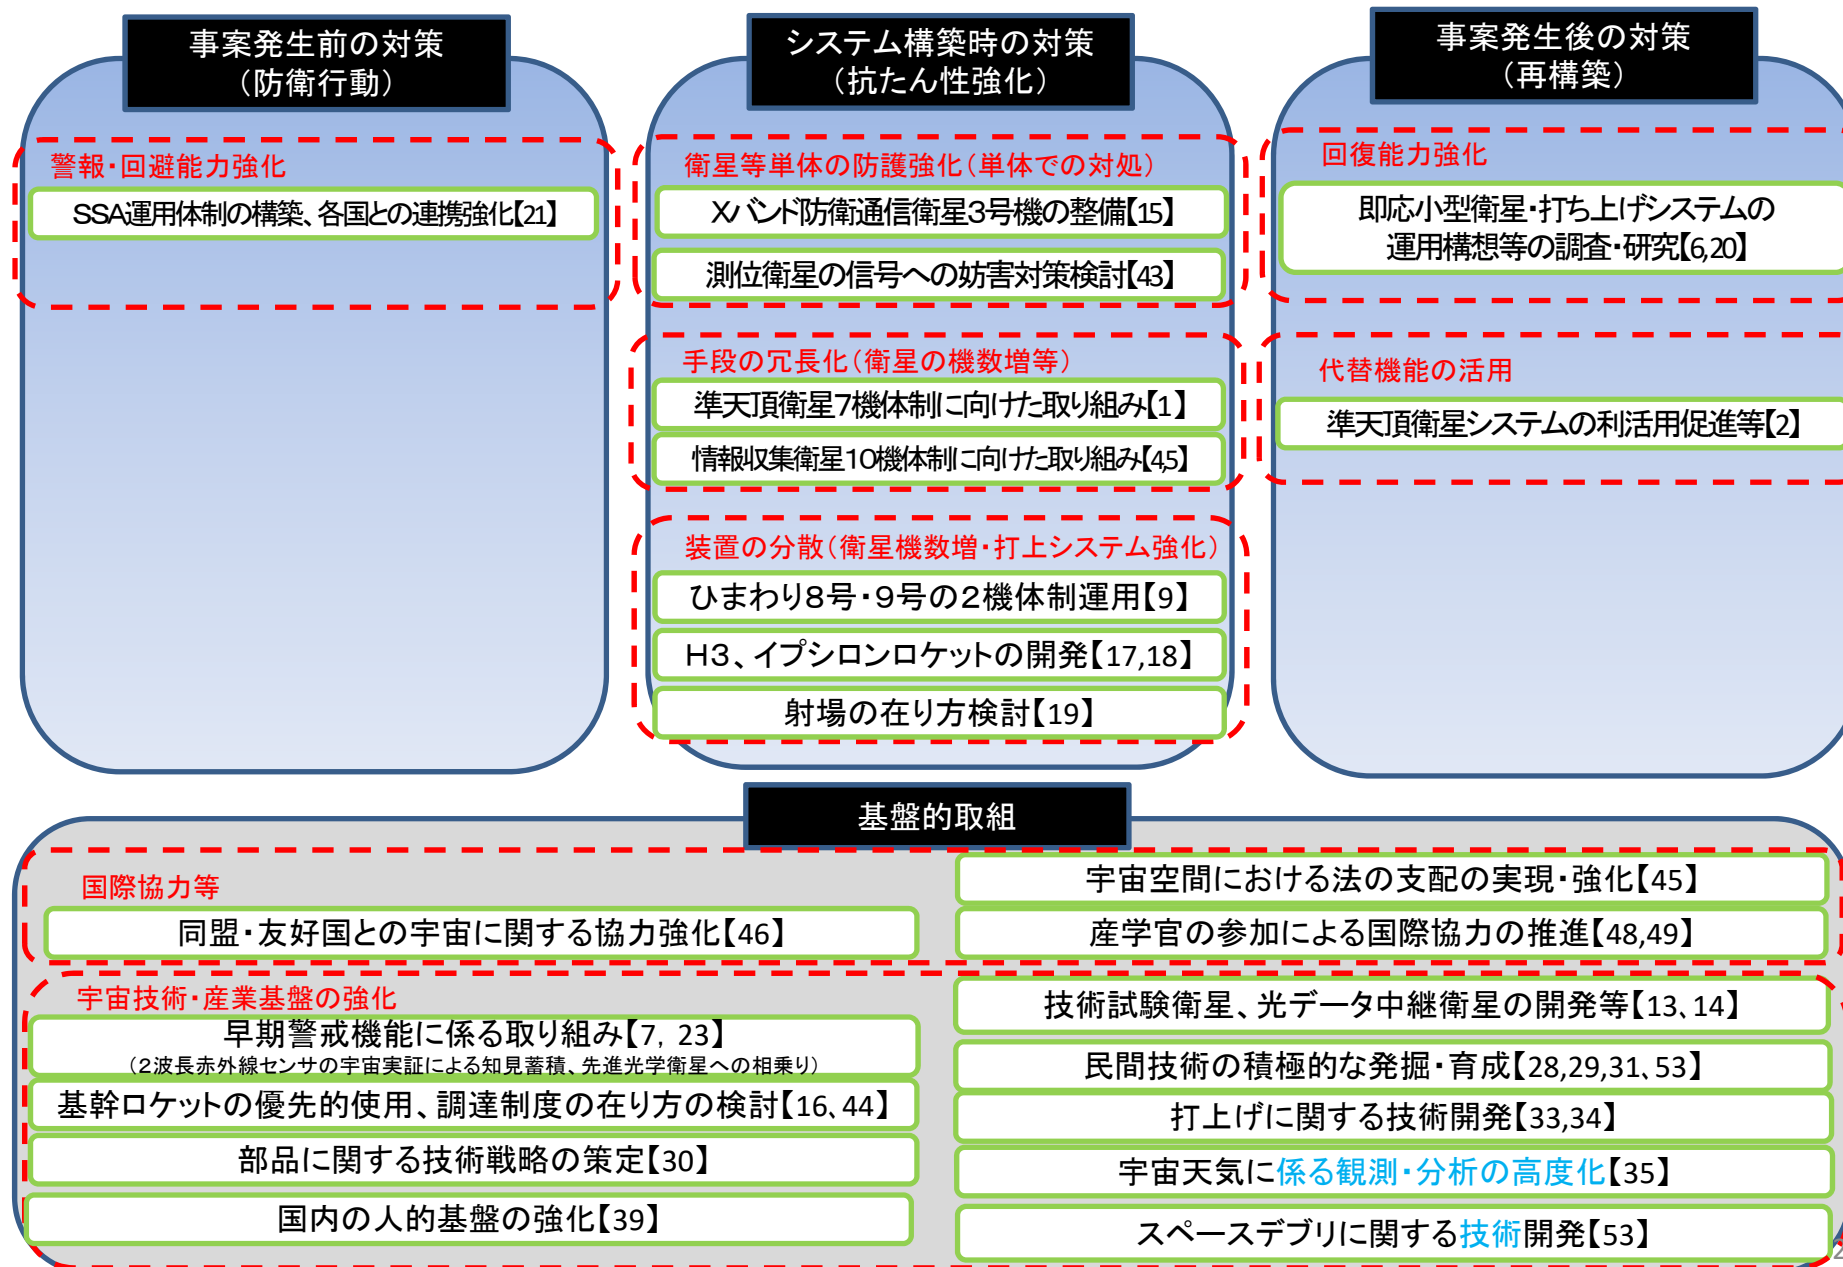 事案発生前の対策
（防衛行動）
警報・回避能力強化
SSA運用体制の構築、各国との連携強化【21】
システム構築時の対策
（抗たん性強化）
衛星等単体の防護強化（単体での対処）
Xバンド防衛通信衛星3号機の整備【15】
測位衛星の信号への妨害対策検討【43】
手段の冗長化（衛星の機数増等）
準天頂衛星7機体制に向けた取り組み【1】
情報収集衛星10機体制に向けた取り組み【4,5】
装置の分散（衛星機数増・打上システム強化）
ひまわり8号・9号の2機体制運用【9】
H3、イプシロンロケットの開発【17,18】
射場の在り方検討【19】
事案発生後の対策
（再構築）
回復能力強化
即応小型衛星・打ち上げシステムの
運用構想等の調査・研究【6,20】
代替機能の活用
準天頂衛星システムの利活用促進等【2】
基盤的取組
国際協力等
同盟・友好国との宇宙に関する協力強化【46】
宇宙空間における法の支配の実現・強化【45】
産学官の参加による国際協力の推進【48,49】
宇宙技術・産業基盤の強化
早期警戒機能に係る取り組み【7, 23】
（2波長赤外線センサの宇宙実証による知見蓄積、先進光学衛星への相乗り）
基幹ロケットの優先的使用、調達制度の在り方の検討【16、44】
部品に関する技術戦略の策定【30】
国内の人的基盤の強化【39】
技術試験衛星、光データ中継衛星の開発等【13、14】
民間技術の積極的な発掘・育成【28,29,31、53】
打上げに関する技術開発【33,34】
宇宙天気に係る観測・分析の高度化【35】
スペースデブリに関する技術開発【53】
2